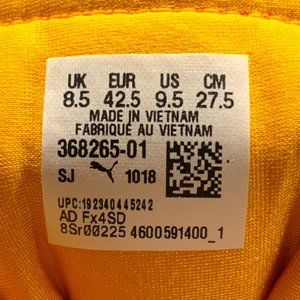 UK EUR US CM
8.5 42.5 9.5 27.5
MADE IN VIETNAM
FABRIQUÉ AU VIETNAM
368265-01
SJ 1018
UPC:192340445242
AD Fx4SD
8Sr00225 4600591400_1